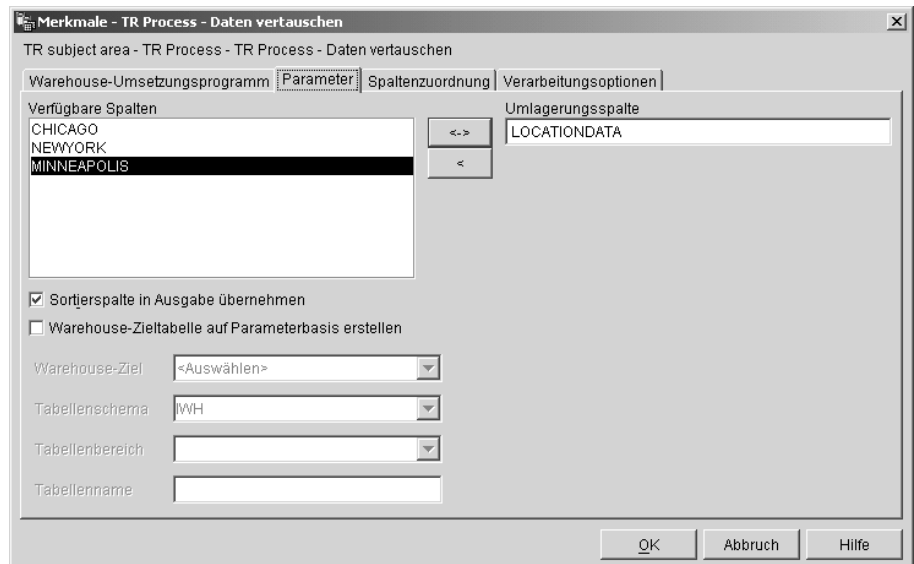 Merkmale - TR Process - Daten vertauschen
TR subject area - TR Process - TR Process - Daten vertauschen
Warehouse-Umsetzungsprogramm Parameter Spaltenzuordnung Verarbeitungsoptionen
Verfügbare Spalten
CHICAGO
NEWYORK
MINNEAPOLIS
<->
<
Umlagerungsspalte
LOCATIONDATA
Sortierspalte in Ausgabe übernehmen
Warehouse-Zieltabelle auf Parameterbasis erstellen
Warehouse-Ziel <Auswählen>
Tabellenschema IWH
Tabellenbereich
Tabellenname
OK Abbruch Hilfe